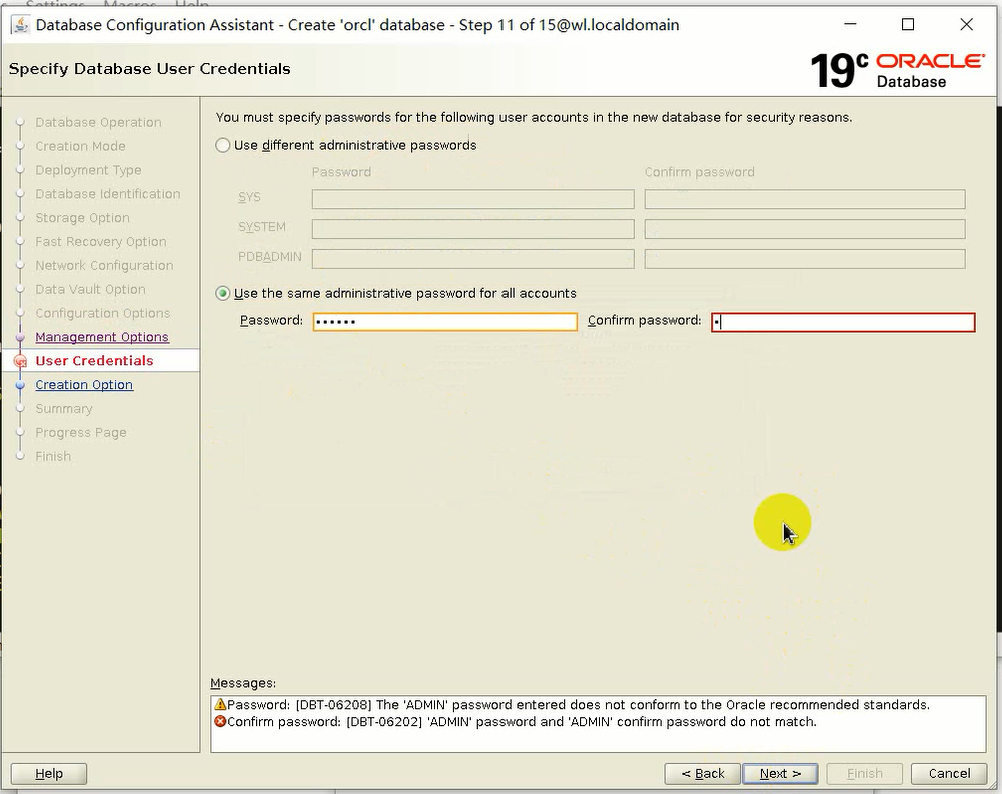 Settings Macros Help
Database Configuration Assistant - Create 'orcl' database - Step 11 of 15@wl.localdomain
Specify Database User Credentials
19c ORACLE
Database
Database Operation
Creation Mode
Deployment Type
Database Identification
Storage Option
Fast Recovery Option
Network Configuration
Data Vault Option
Configuration Options
Management Options
User Credentials
Creation Option
Summary
Progress Page
Finish
You must specify passwords for the following user accounts in the new database for security reasons.
Use different administrative passwords
Password Confirm password
SYS
SYSTEM
PDBADMIN
Use the same administrative password for all accounts
Password: •••••• Confirm password: •
Messages:
Password: [DBT-06208] The 'ADMIN' password entered does not conform to the Oracle recommended standards.
Confirm password: [DBT-06202] 'ADMIN' password and 'ADMIN' confirm password do not match.
Help < Back Next > Finish Cancel